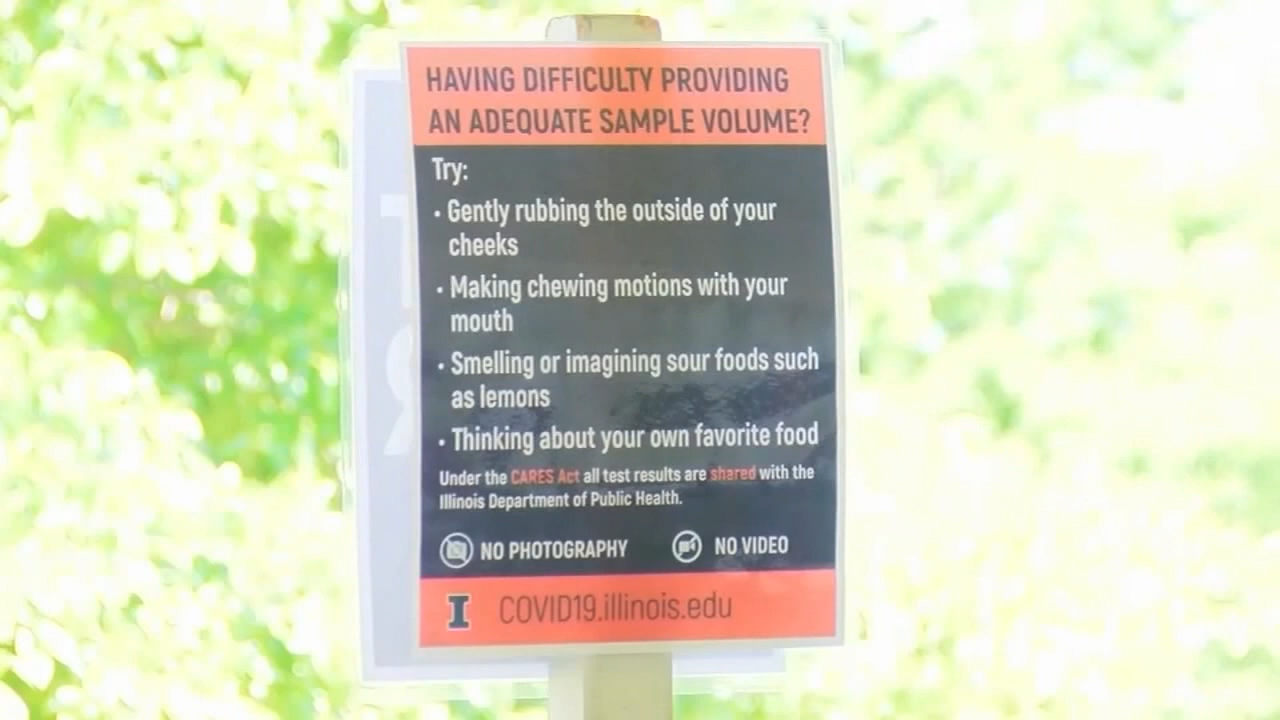 HAVING DIFFICULTY PROVIDING
AN ADEQUATE SAMPLE VOLUME?
Try:
• Gently rubbing the outside of your
cheeks
• Making chewing motions with your
mouth
• Smelling or imagining sour foods such
as lemons
• Thinking about your own favorite food
Under the CARES Act all test results are shared with the
Illinois Department of Public Health.
NO PHOTOGRAPHY NO VIDEO
I COVID19.illinois.edu